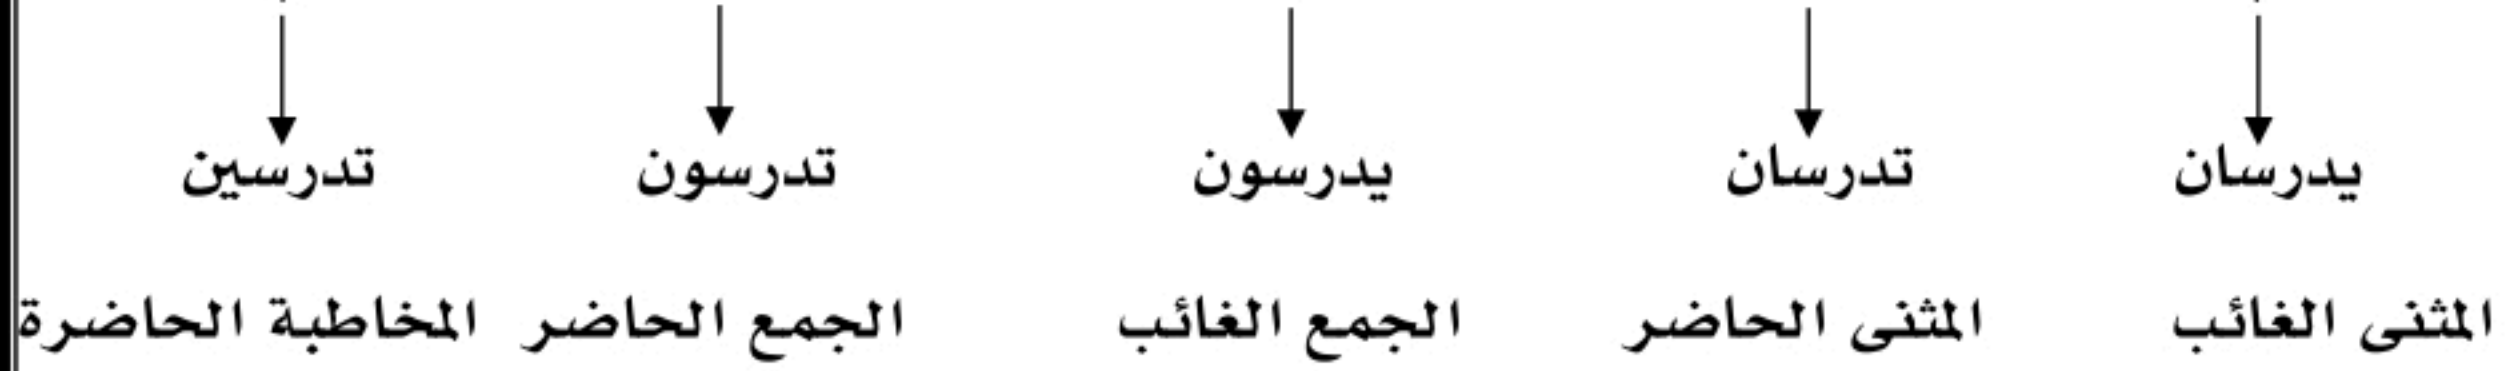 يدرسان تدرسان يدرسون تدرسون تدرسين
المثنى الغائب المثنى الحاضر الجمع الغائب الجمع الحاضر المخاطبة الحاضرة